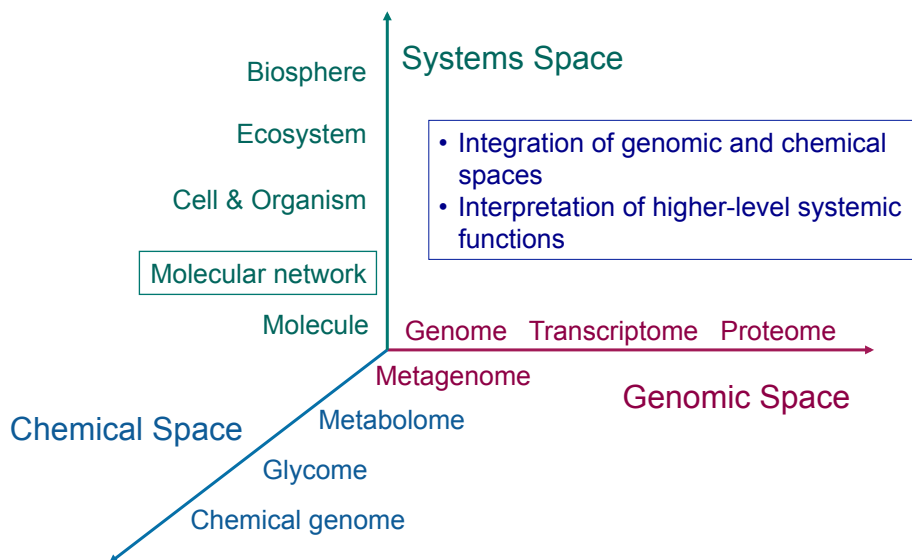 Systems Space
Biosphere
Ecosystem
Cell & Organism
Molecular network
Molecule
• Integration of genomic and chemical
spaces
• Interpretation of higher-level systemic
functions
Genome Transcriptome Proteome
Metagenome
Genomic Space
Chemical Space
Metabolome
Glycome
Chemical genome